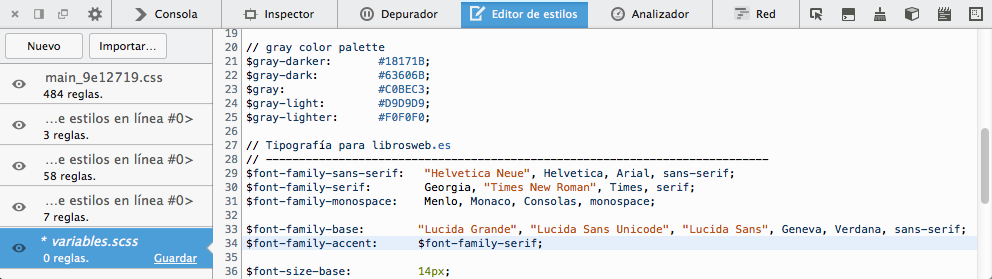 Consola Inspector Depurador Editor de estilos Analizador Red
Nuevo Importar...
main_9e12719.css
484 reglas.
...e estilos en línea #0>
3 reglas.
...e estilos en línea #0>
58 reglas.
...e estilos en línea #0>
7 reglas.
* variables.scss
0 reglas. Guardar
19
20 // gray color palette
21 $gray-darker: #18171B;
22 $gray-dark: #63606B;
23 $gray: #C0BEC3;
24 $gray-light: #D9D9D9;
25 $gray-lighter: #F0F0F0;
26
27 // Tipografía para librosweb.es
28 // ----------------------------------------------------------------------------
29 $font-family-sans-serif: "Helvetica Neue", Helvetica, Arial, sans-serif;
30 $font-family-serif: Georgia, "Times New Roman", Times, serif;
31 $font-family-monospace: Menlo, Monaco, Consolas, monospace;
32
33 $font-family-base: "Lucida Grande", "Lucida Sans Unicode", "Lucida Sans", Geneva, Verdana, sans-serif;
34 $font-family-accent: $font-family-serif;
35
36 $font-size-base: 14px;